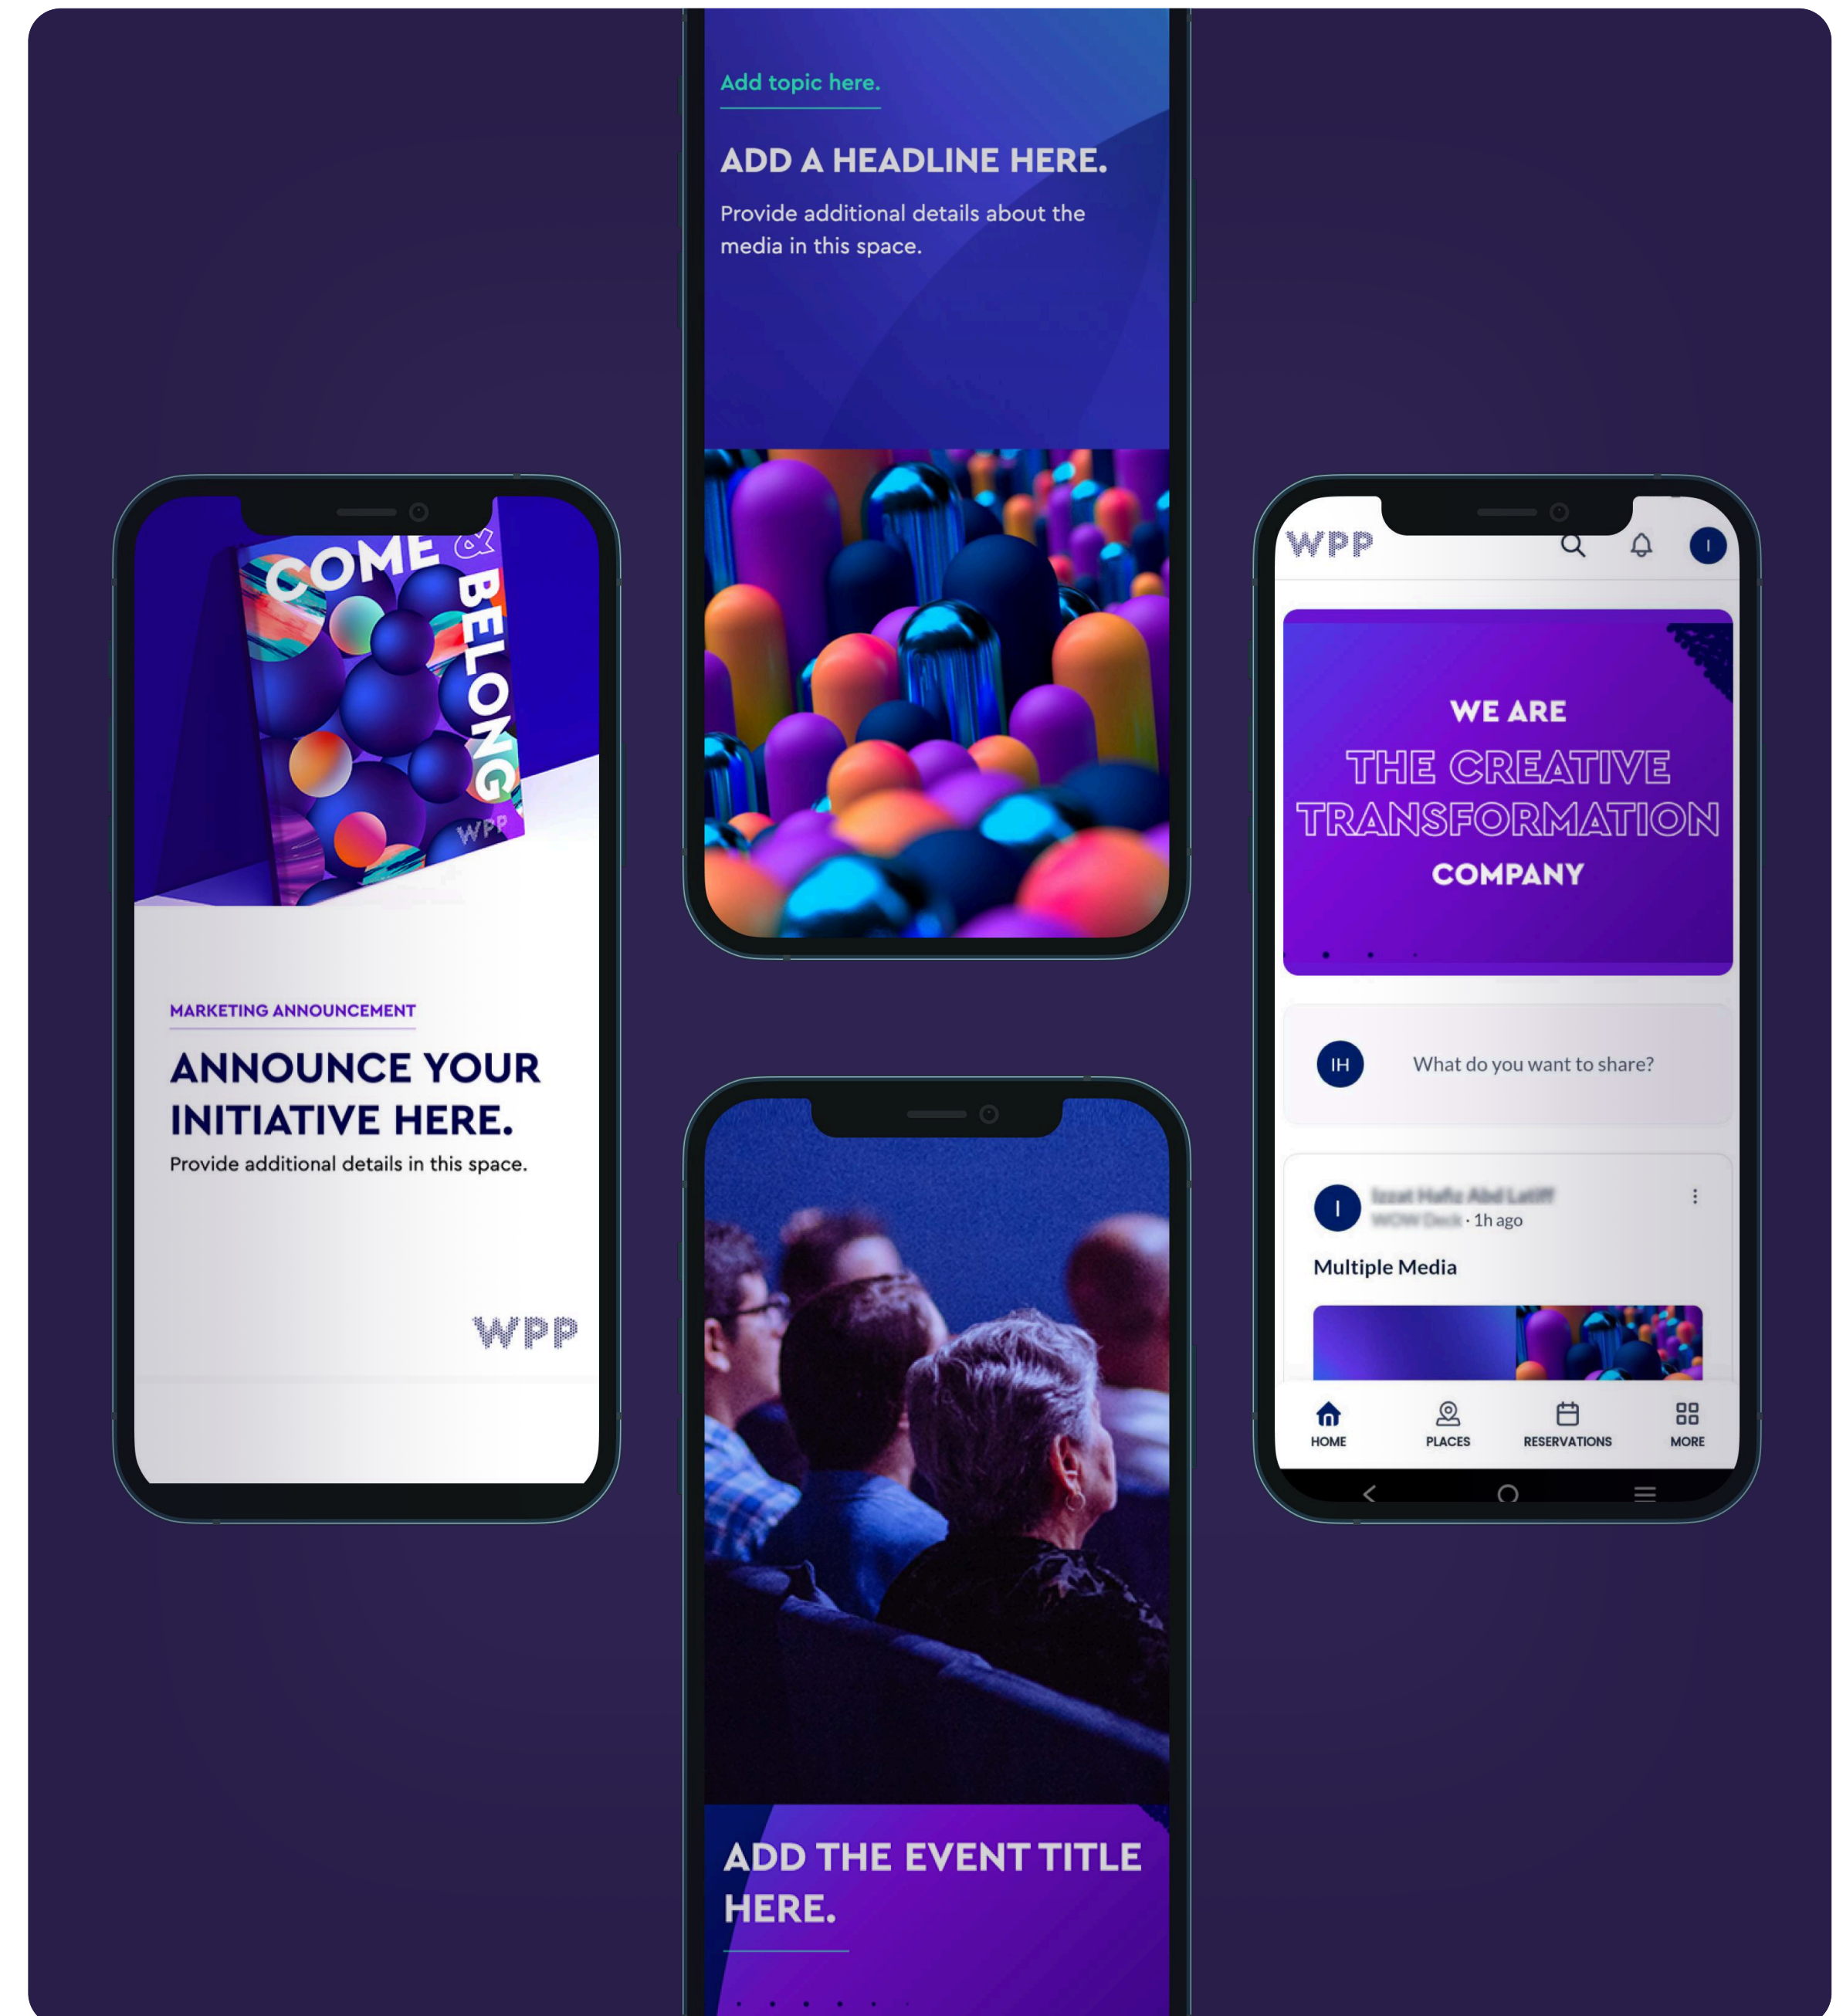 Add topic here.
ADD A HEADLINE HERE.
Provide additional details about the
media in this space.
COME &
BELONG
WPP
MARKETING ANNOUNCEMENT
ANNOUNCE YOUR
INITIATIVE HERE.
Provide additional details in this space.
WPP
WPP
I
WE ARE
THE CREATIVE
TRANSFORMATION
COMPANY
IH
What do you want to share?
I
· 1h ago
Multiple Media
HOME
PLACES
RESERVATIONS
MORE
ADD THE EVENT TITLE
HERE.